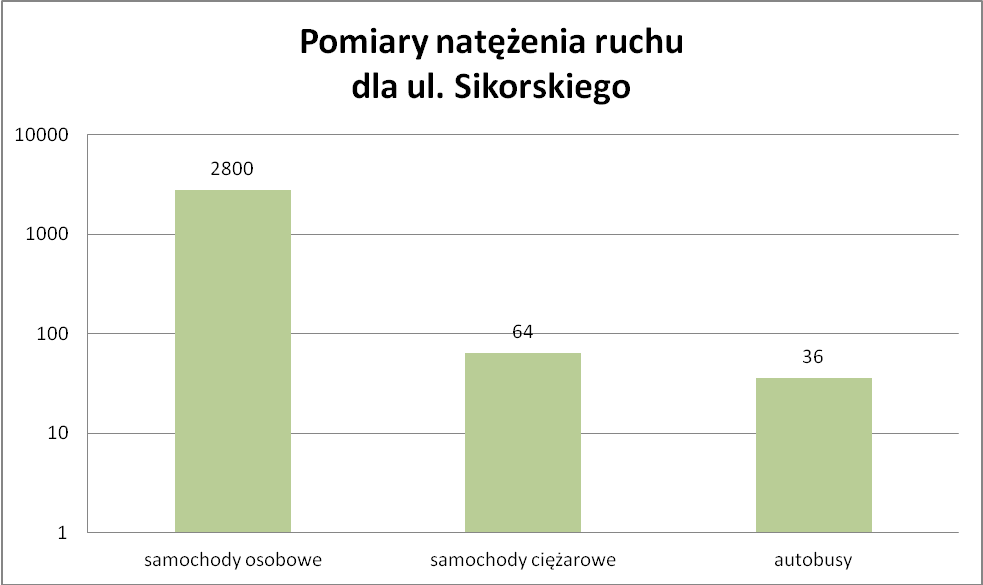 Pomiary natężenia ruchu
dla ul. Sikorskiego
10000
2800
1000
100
64
36
10
1
samochody osobowe
samochody ciężarowe
autobusy